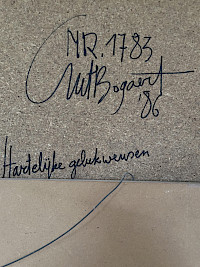 NR. 1783
Bogaert
'86
Hartelijke gelukwensen